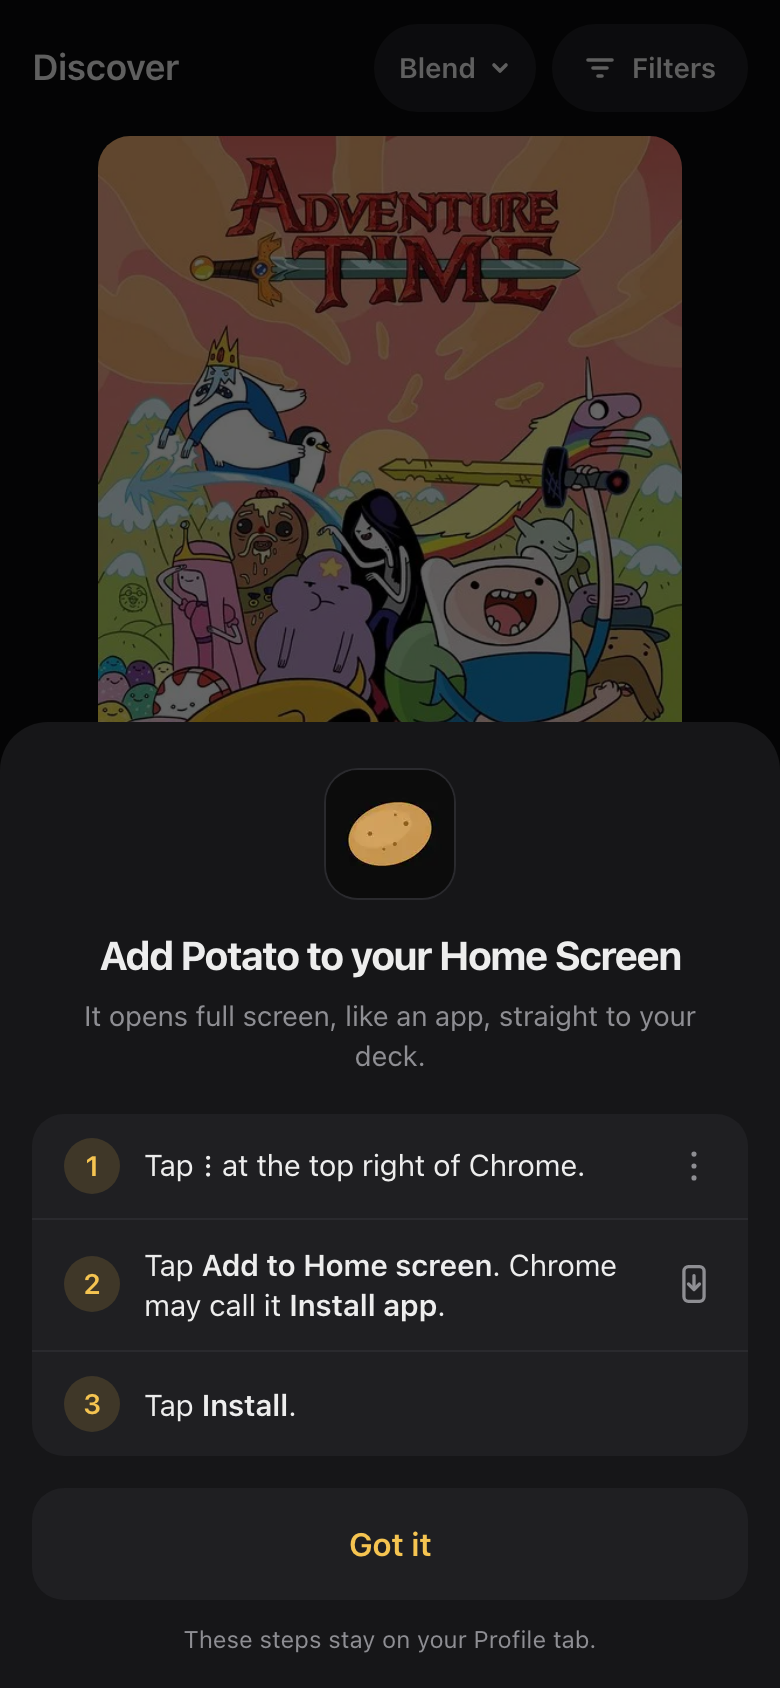 Discover
Blend
Filters
ADVENTURE
TIME
Add Potato to your Home Screen
It opens full screen, like an app, straight to your
deck.
1
Tap ⋮ at the top right of Chrome.
2
Tap Add to Home screen. Chrome
may call it Install app.
3
Tap Install.
Got it
These steps stay on your Profile tab.